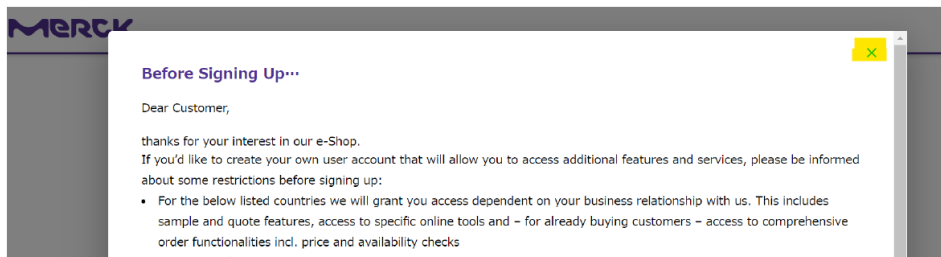 MERCK
×
Before Signing Up···
Dear Customer,
thanks for your interest in our e-Shop.
If you'd like to create your own user account that will allow you to access additional features and services, please be informed
about some restrictions before signing up:
• For the below listed countries we will grant you access dependent on your business relationship with us. This includes
sample and quote features, access to specific online tools and – for already buying customers – access to comprehensive
order functionalities incl. price and availability checks